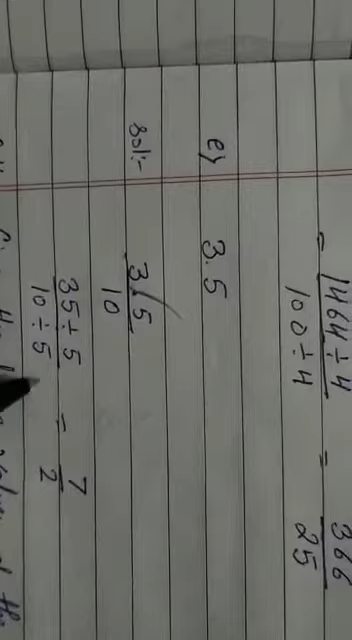 = 1464÷4 / 100÷4 = 366 / 25
e) 3.5
Sol:- 3.5 / 10
35÷5 / 10÷5 = 7 / 2